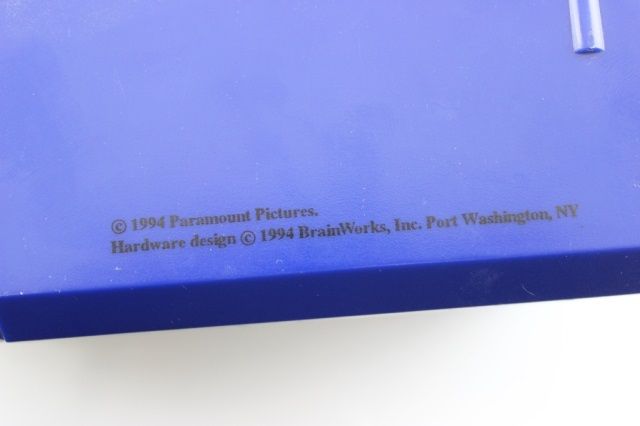 © 1994 Paramount Pictures.
Hardware design © 1994 BrainWorks, Inc. Port Washington, NY